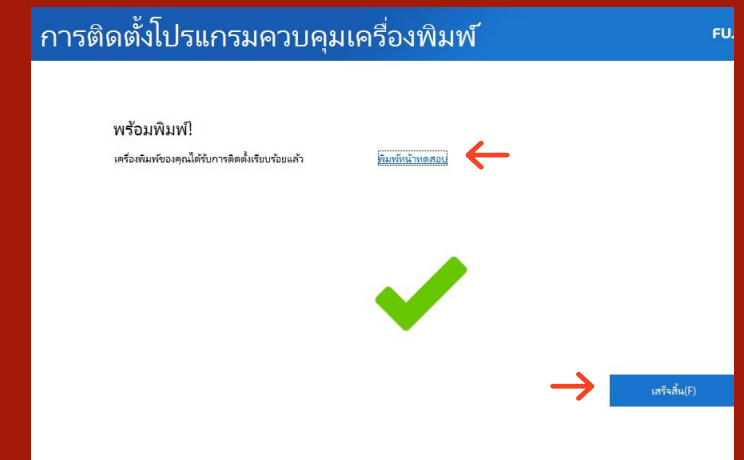 การติดตั้งโปรแกรมควบคุมเครื่องพิมพ์
FUJ
พร้อมพิมพ์!
เครื่องพิมพ์ของคุณได้รับการติดตั้งเรียบร้อยแล้ว
พิมพ์หน้าทดสอบ
เสร็จสิ้น(F)